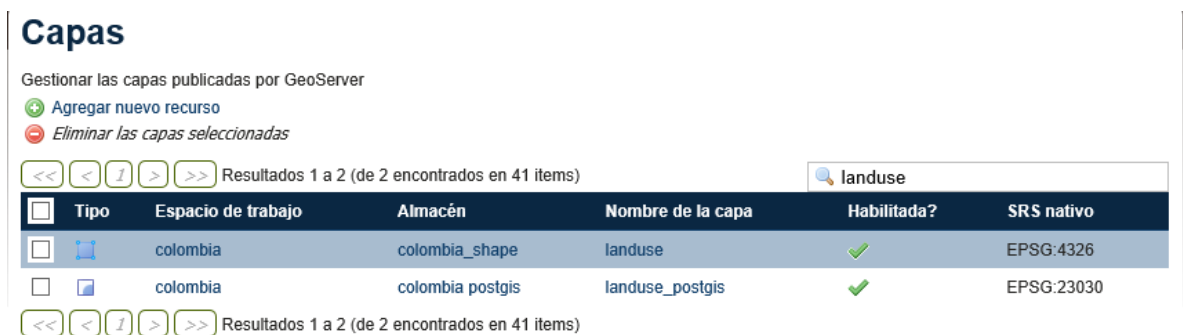 Capas
Gestionar las capas publicadas por GeoServer
Agregar nuevo recurso
Eliminar las capas seleccionadas
<< < 1 > >> Resultados 1 a 2 (de 2 encontrados en 41 items) landuse
Tipo Espacio de trabajo Almacén Nombre de la capa Habilitada? SRS nativo
colombia colombia_shape landuse EPSG:4326
colombia colombia postgis landuse_postgis EPSG:23030
<< < 1 > >> Resultados 1 a 2 (de 2 encontrados en 41 items)